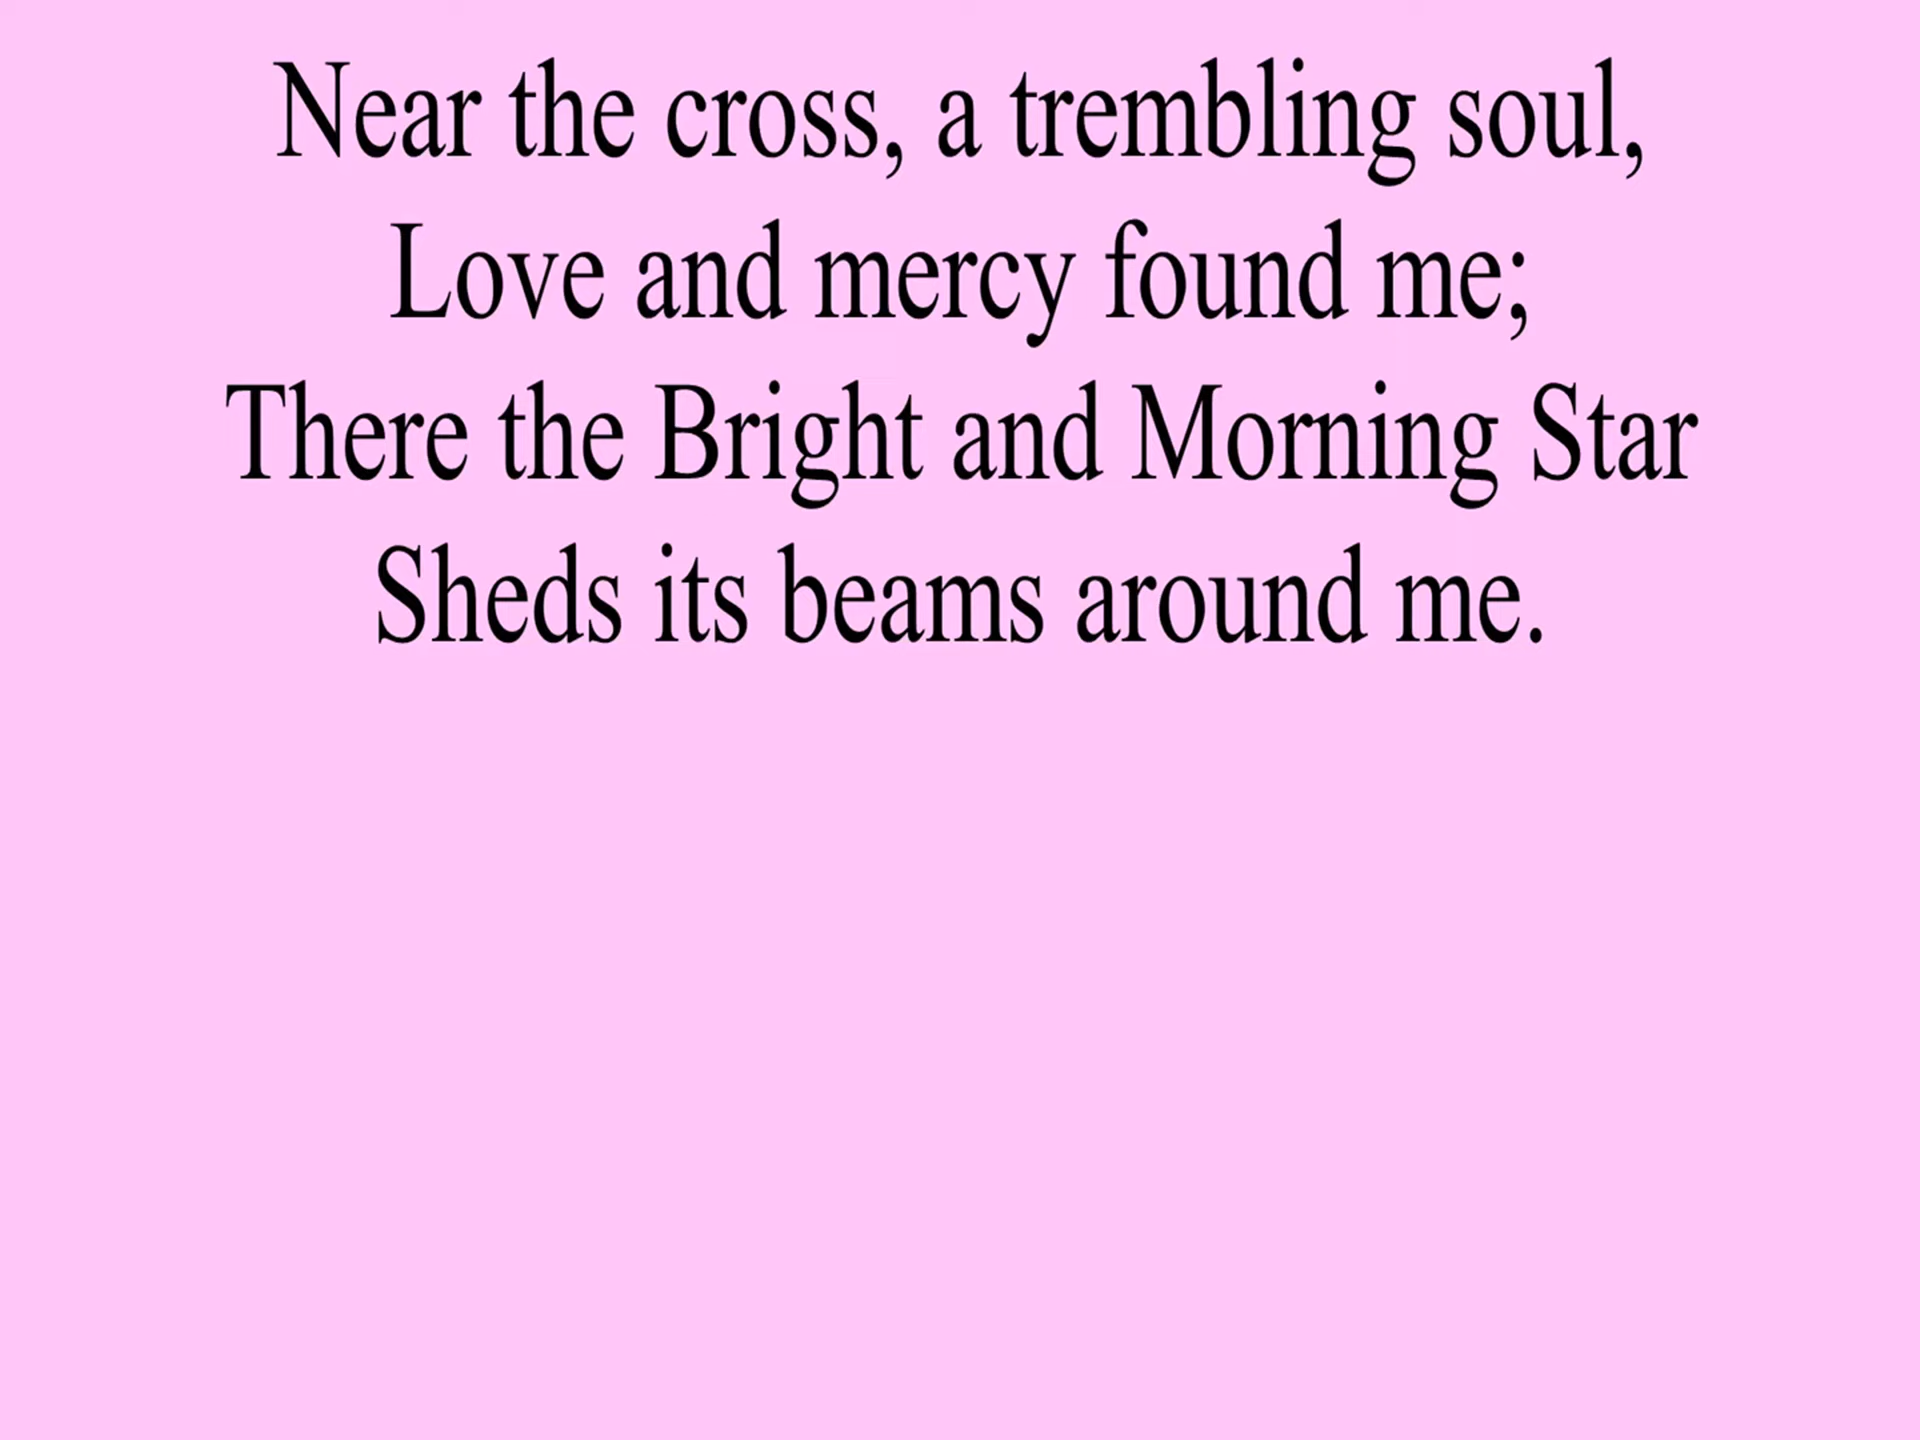 Near the cross, a trembling soul,
Love and mercy found me;
There the Bright and Morning Star
Sheds its beams around me.